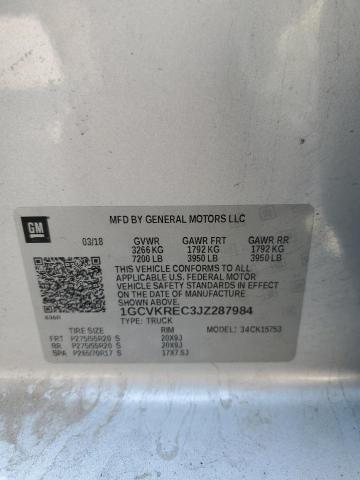 GM
MFD BY GENERAL MOTORS LLC
03/18 GVWR GAWR FRT GAWR RR
3266 KG 1792 KG 1792 KG
7200 LB 3950 LB 3950 LB
THIS VEHICLE CONFORMS TO ALL
APPLICABLE U.S. FEDERAL MOTOR
VEHICLE SAFETY AND
STANDARDS IN EFFECT ON THE DATE OF MANUFACTURE
SHOWN ABOVE.
1GCVKREC3JZ287984
TYPE: TRUCK
TIRE SIZE RIM MODEL: 34CK15753
FRT P275/55R20 S 20X9J
RR P275/55R20 S 20X9J
SPA P265/70R17 S 17X7.5J